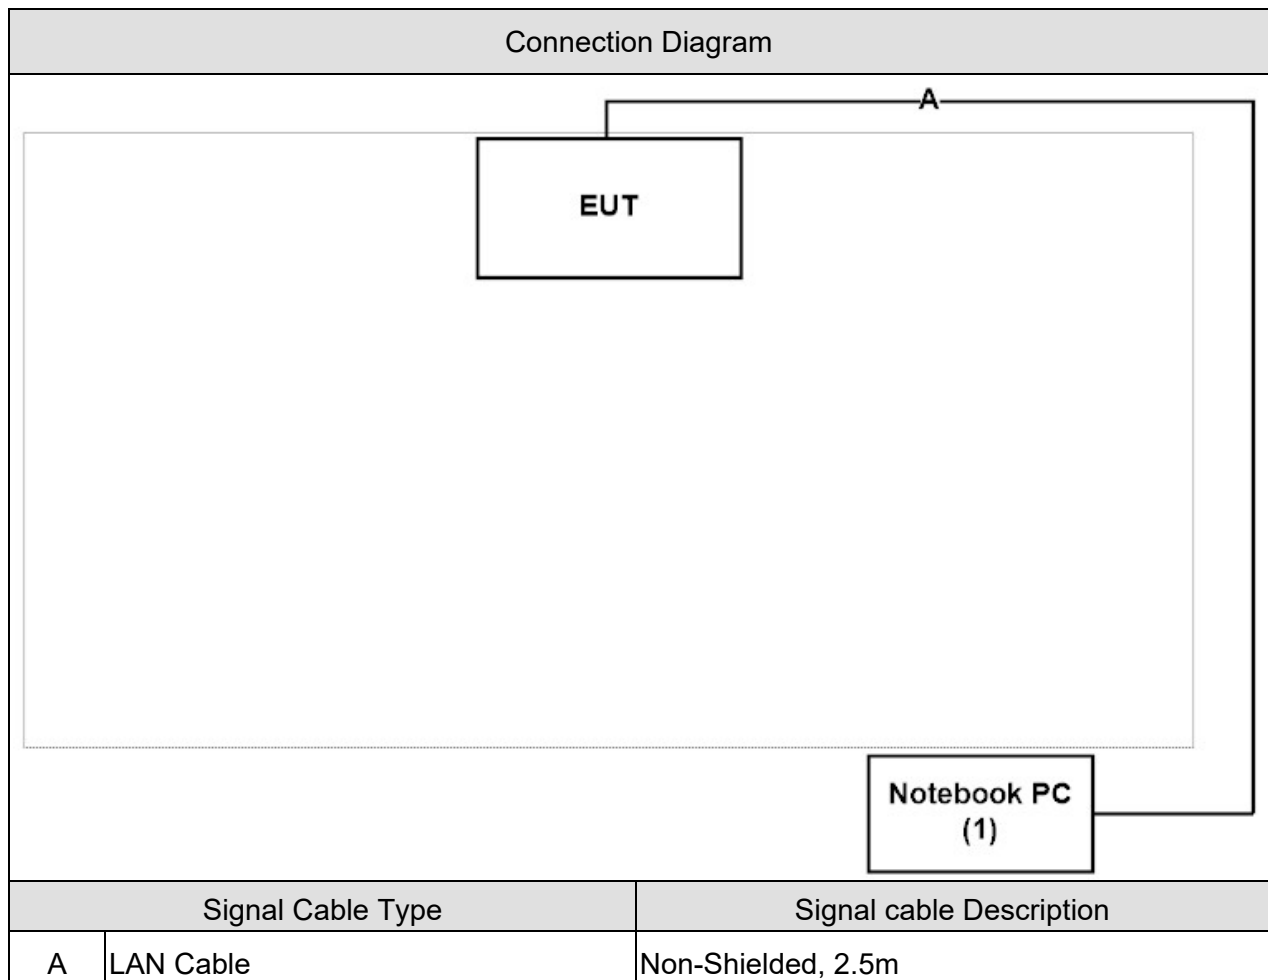 Connection Diagram
A
EUT
Notebook PC
(1)
Signal Cable Type
Signal cable Description
A
LAN Cable
Non-Shielded, 2.5m